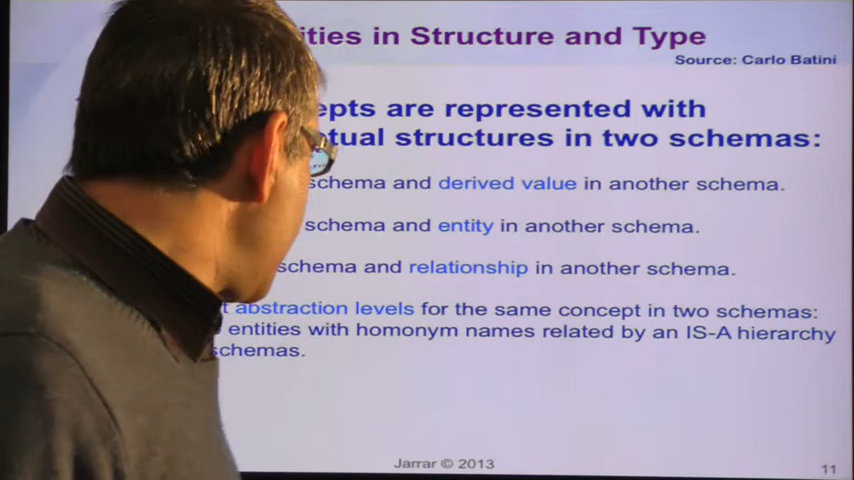 ities in Structure and Type
Source: Carlo Batini
epts are represented with
tual structures in two schemas:
schema and derived value in another schema.
schema and entity in another schema.
schema and relationship in another schema.
t abstraction levels for the same concept in two schemas:
entities with homonym names related by an IS-A hierarchy
schemas.
Jarrar © 2013
11